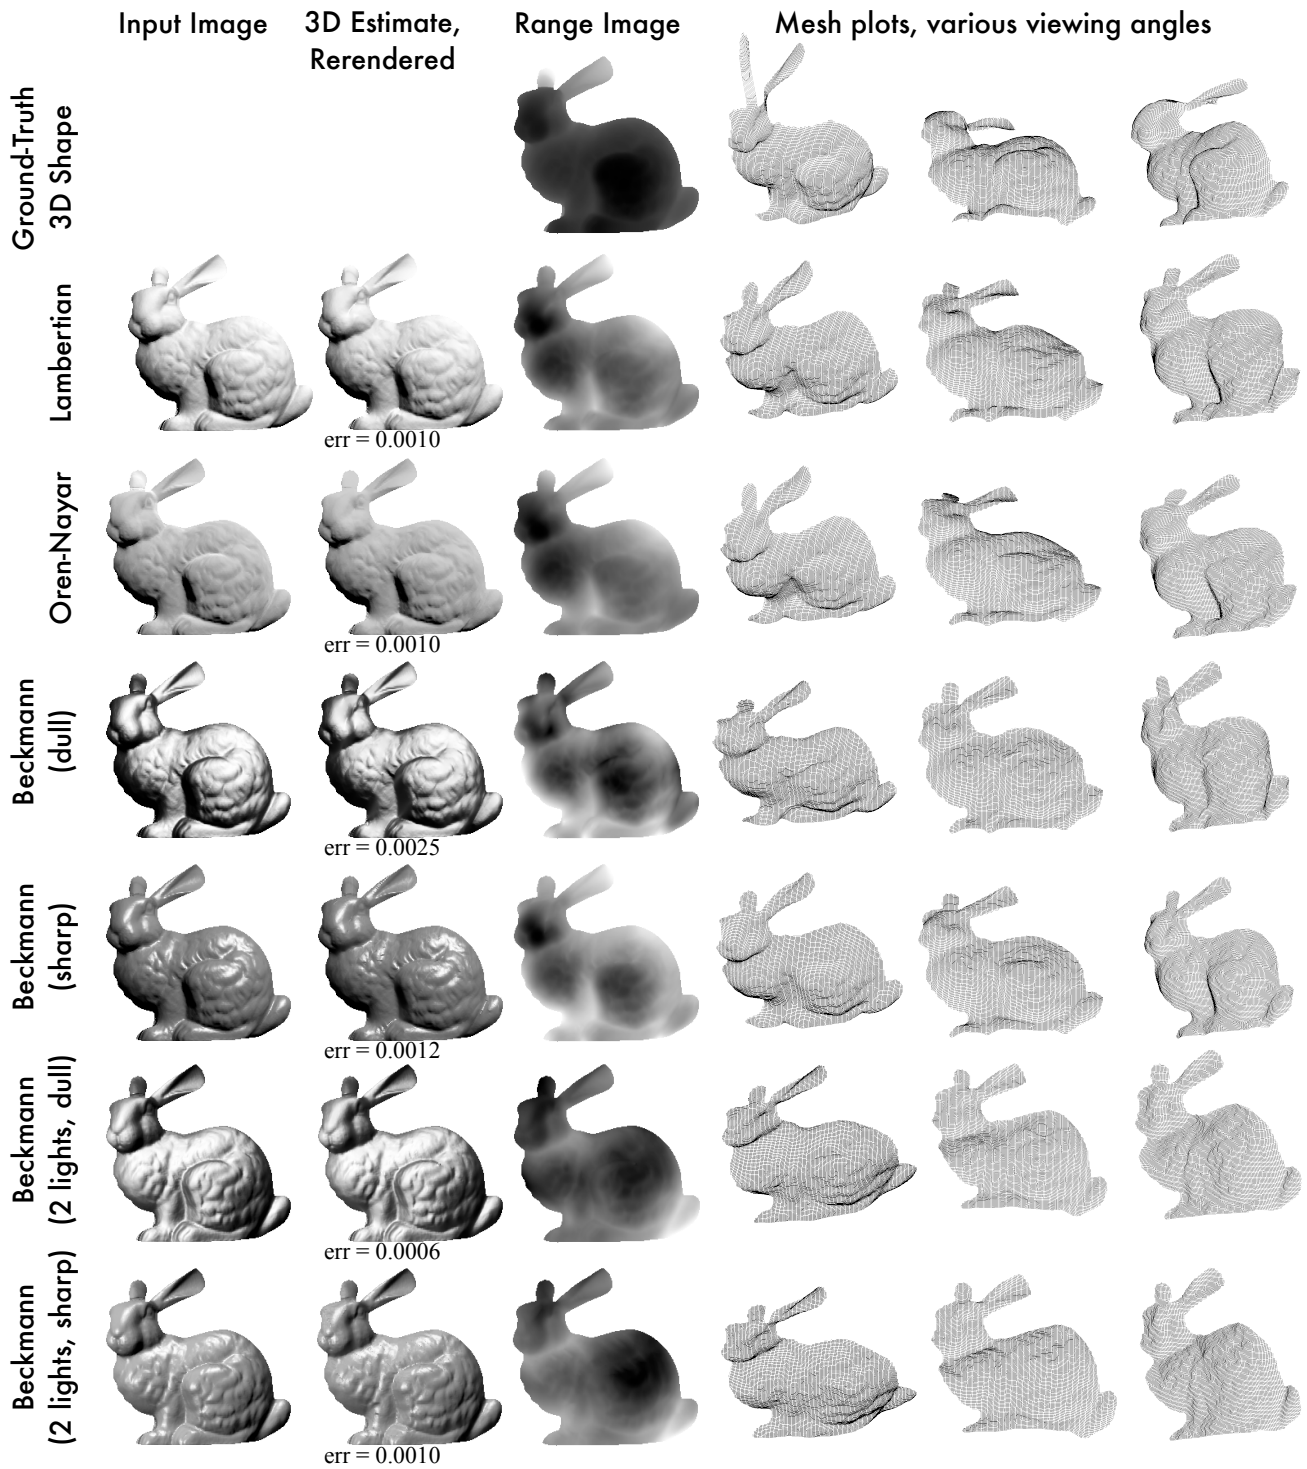 Input Image
3D Estimate,
Rerendered
Range Image
Mesh plots, various viewing angles
Ground-Truth
3D Shape
Lambertian
err = 0.0010
Oren-Nayar
err = 0.0010
Beckmann
(dull)
err = 0.0025
Beckmann
(sharp)
err = 0.0012
Beckmann
(2 lights, dull)
err = 0.0006
Beckmann
(2 lights, sharp)
err = 0.0010